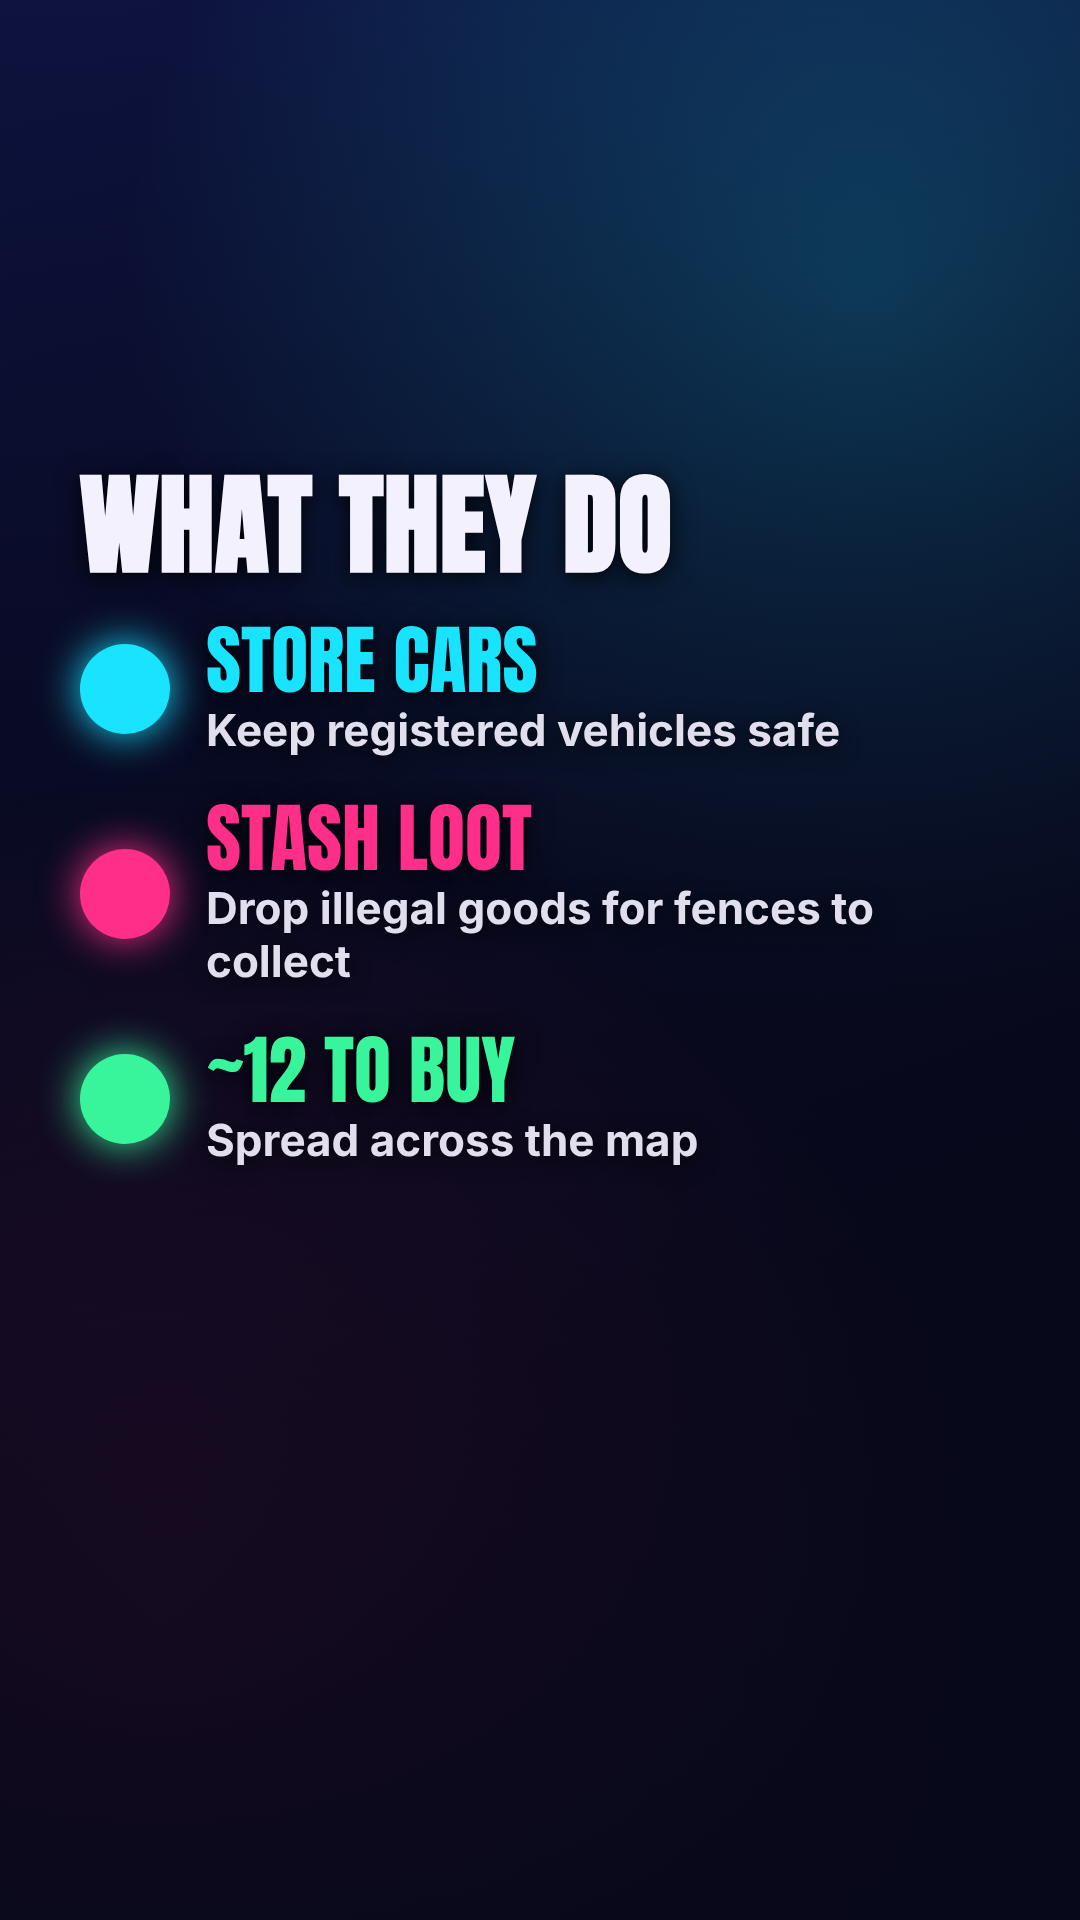 WHAT THEY DO
STORE CARS
Keep registered vehicles safe
STASH LOOT
Drop illegal goods for fences to
collect
~12 TO BUY
Spread across the map